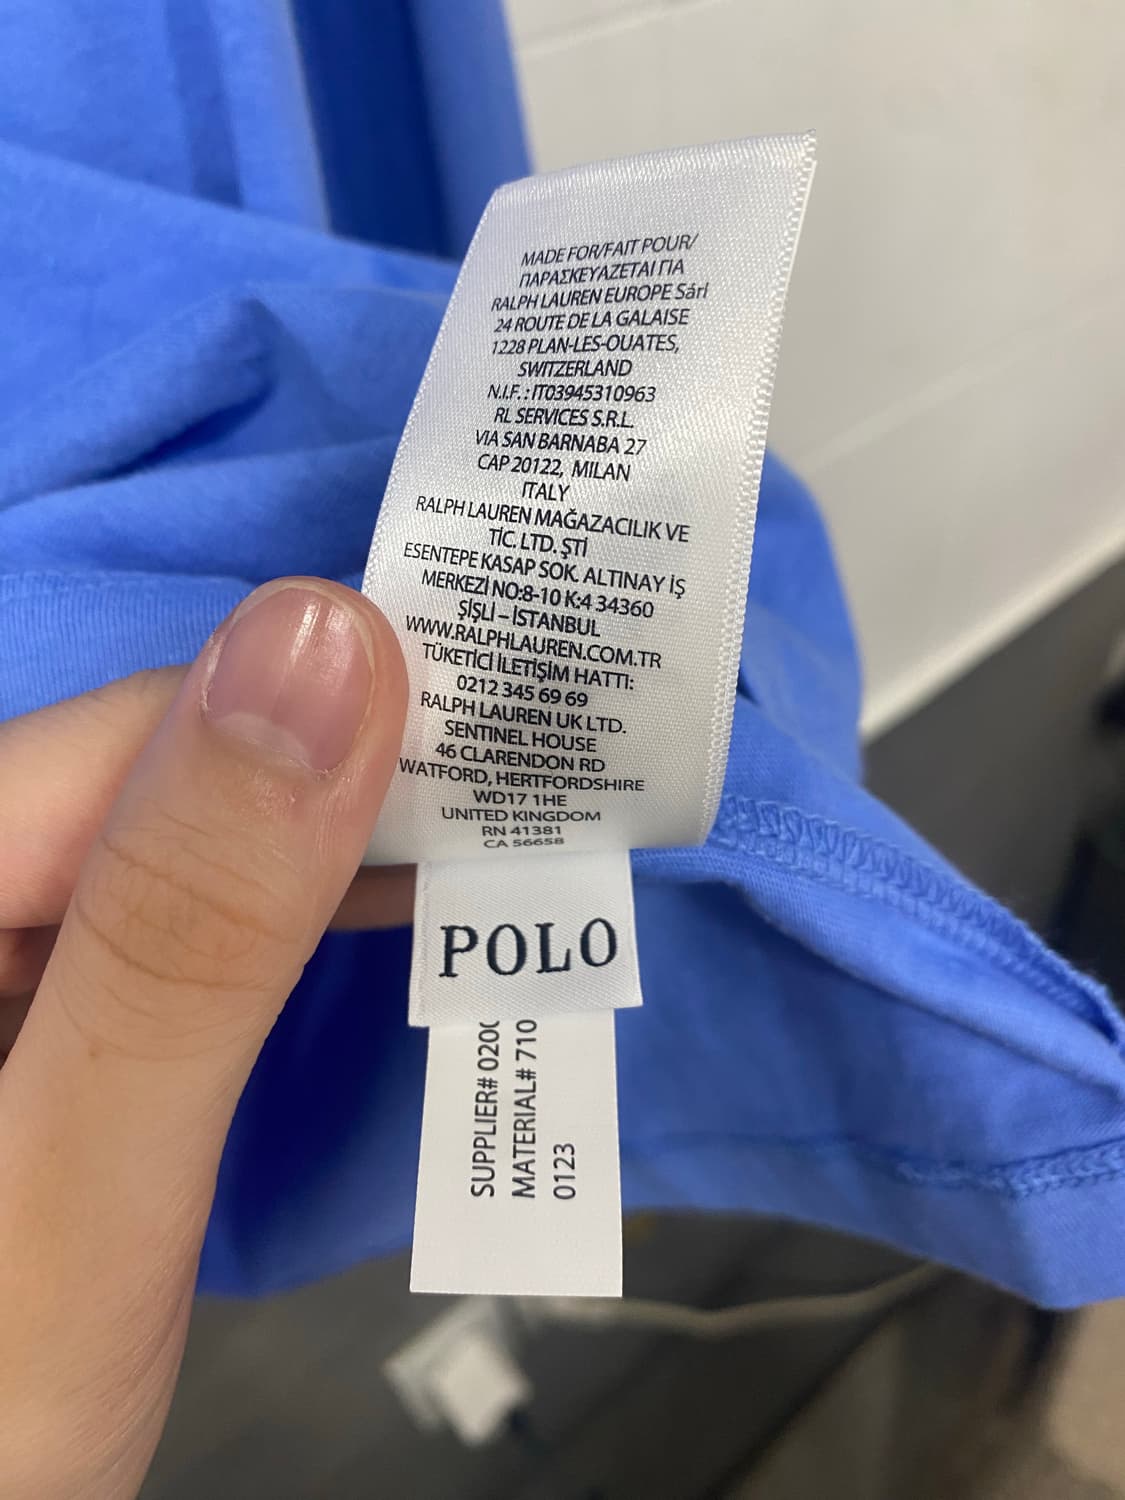 MADE FOR/FAIT POUR/
ΠΑΡΑΣΚΕΥΑΖΕΤΑΙ ΓΙΑ
RALPH LAUREN EUROPE Sárl
24 ROUTE DE LA GALAISE
1228 PLAN-LES-OUATES,
SWITZERLAND
N.I.F. : IT03945310963
RL SERVICES S.R.L.
VIA SAN BARNABA 27
CAP 20122, MILAN
ITALY
RALPH LAUREN MAĞAZACILIK VE
TİC. LTD. ŞTİ
ESENTEPE KASAP SOK. ALTINAY İŞ
MERKEZİ NO:8-10 K:4 34360
ŞİŞLİ – İSTANBUL
WWW.RALPHLAUREN.COM.TR
TÜKETİCİ İLETİŞİM HATTI:
0212 345 69 69
RALPH LAUREN UK LTD.
SENTINEL HOUSE
46 CLARENDON RD
WATFORD, HERTFORDSHIRE
WD17 1HE
UNITED KINGDOM
RN 41381
CA 56658
POLO
SUPPLIER# 020
MATERIAL# 710
0123